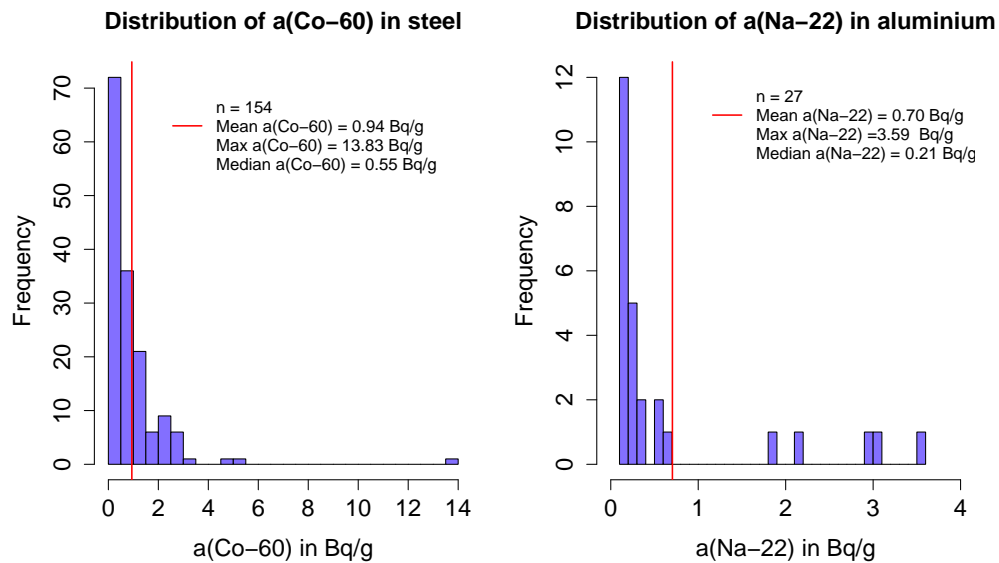 Distribution of a(Co−60) in steel
n = 154
Mean a(Co−60) = 0.94 Bq/g
Max a(Co−60) = 13.83 Bq/g
Median a(Co−60) = 0.55 Bq/g
Frequency
0 10 20 30 40 50 60 70
0 2 4 6 8 10 12 14
a(Co−60) in Bq/g
Distribution of a(Na−22) in aluminium
n = 27
Mean a(Na−22) = 0.70 Bq/g
Max a(Na−22) =3.59  Bq/g
Median a(Na−22) = 0.21 Bq/g
Frequency
0 2 4 6 8 10 12
0 1 2 3 4
a(Na−22) in Bq/g